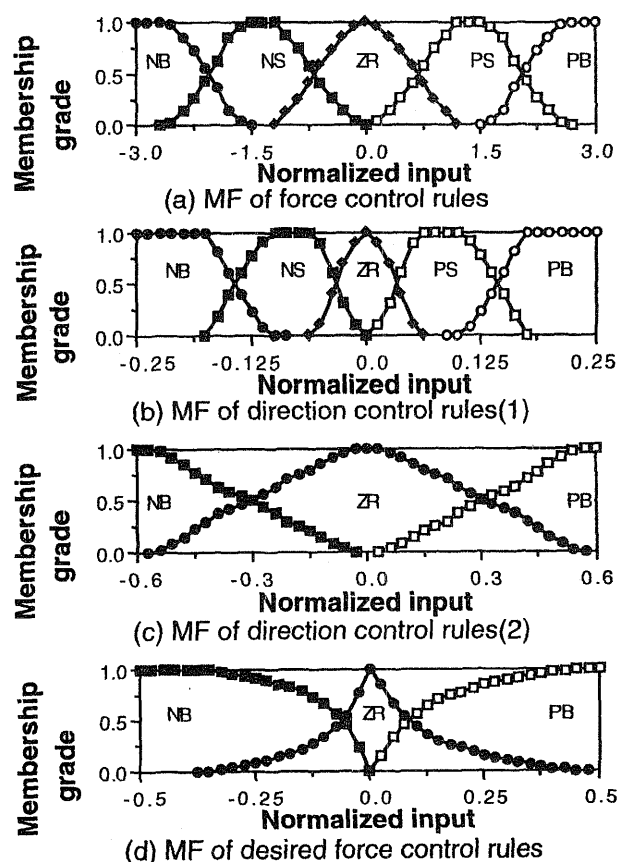 Membership grade
1.0
0.5
0.0
NB NS ZR PS PB
-3.0 -1.5 0.0 1.5 3.0
Normalized input
(a) MF of force control rules
Membership grade
1.0
0.5
0.0
NB NS ZR PS PB
-0.25 -0.125 0.0 0.125 0.25
Normalized input
(b) MF of direction control rules(1)
Membership grade
1.0
0.5
0.0
NB ZR PB
-0.6 -0.3 0.0 0.3 0.6
Normalized input
(c) MF of direction control rules(2)
Membership grade
1.0
0.5
0.0
NB ZR PB
-0.5 -0.25 0.0 0.25 0.5
Normalized input
(d) MF of desired force control rules